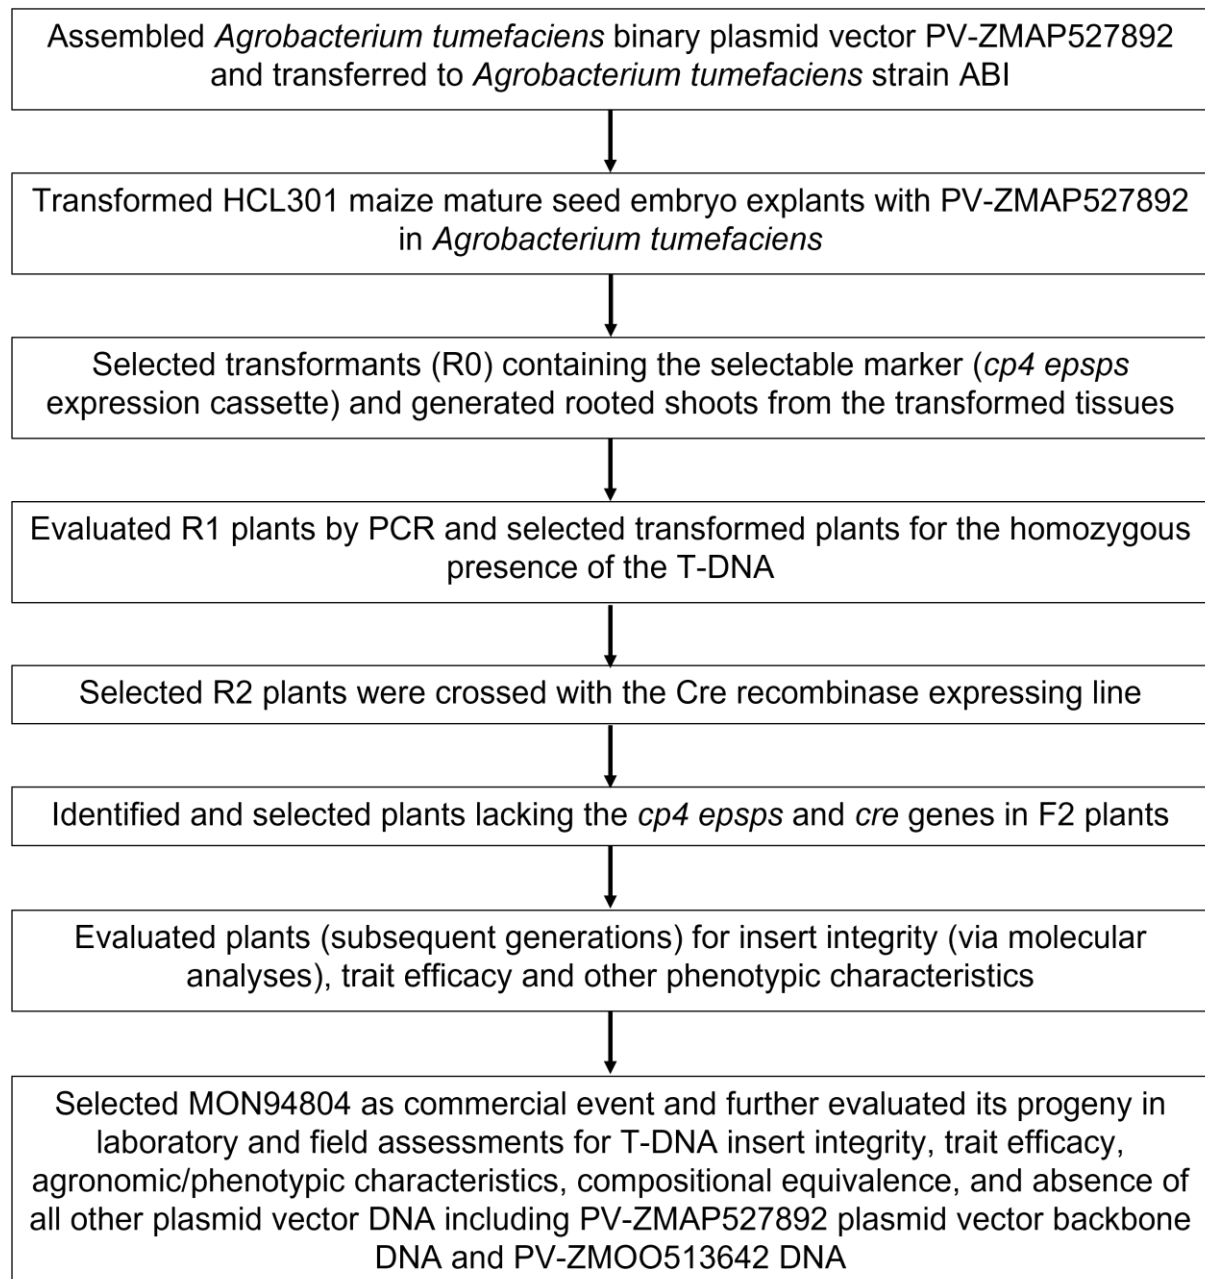 Assembled Agrobacterium tumefaciens binary plasmid vector PV-ZMAP527892
and transferred to Agrobacterium tumefaciens strain ABI
Transformed HCL301 maize mature seed embryo explants with PV-ZMAP527892
in Agrobacterium tumefaciens
Selected transformants (R0) containing the selectable marker (cp4 epsps
expression cassette) and generated rooted shoots from the transformed tissues
Evaluated R1 plants by PCR and selected transformed plants for the homozygous
presence of the T-DNA
Selected R2 plants were crossed with the Cre recombinase expressing line
Identified and selected plants lacking the cp4 epsps and cre genes in F2 plants
Evaluated plants (subsequent generations) for insert integrity (via molecular
analyses), trait efficacy and other phenotypic characteristics
Selected MON94804 as commercial event and further evaluated its progeny in
laboratory and field assessments for T-DNA insert integrity, trait efficacy,
agronomic/phenotypic characteristics, compositional equivalence, and absence of
all other plasmid vector DNA including PV-ZMAP527892 plasmid vector backbone
DNA and PV-ZMOO513642 DNA